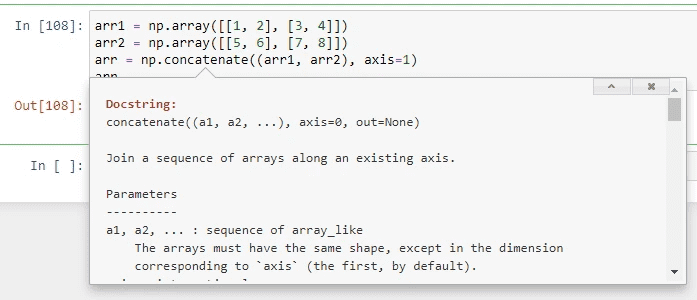 In [108]: arr1 = np.array([[1, 2], [3, 4]])
arr2 = np.array([[5, 6], [7, 8]])
arr = np.concatenate((arr1, arr2), axis=1)
arr
Out[108]:
Docstring:
concatenate((a1, a2, ...), axis=0, out=None)
Join a sequence of arrays along an existing axis.
In [ ]:
Parameters
----------
a1, a2, ... : sequence of array_like
The arrays must have the same shape, except in the dimension
corresponding to `axis` (the first, by default).